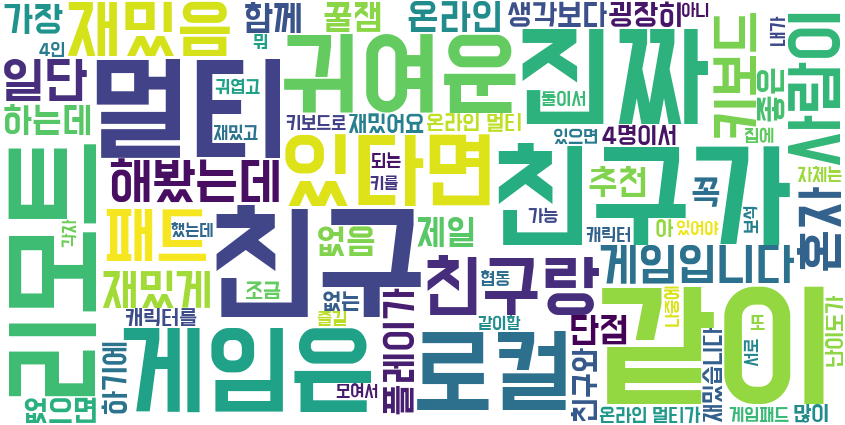 가장
재밌음
함께
꿀잼
온라인
생각보다
굉장히
아니
내가
4인
뭐
일단
멀티
귀엽고
귀여운
진짜
둘이서
키보드
좋은
사람이
하는데
재밌고
키보드로
재밌어요
온라인 멀티
있으면
4명이서
집에
해봤는데
되는
키를
있다면
친구가
추천
꼭
자체는
혼자
리모트
각자
패드
했는데
친구
없음
제일
가능
캐릭터
아
있어야
보석
재밌게
조금
없는
친구랑
협동
게임입니다
캐릭터를
즐길
게임은
플레이가
로컬
같이할
단점
같이
나중에
또
서로
난이도가
없으면
하기에
모여서
친구와
온라인 멀티가
재밌습니다
게임패드
많이